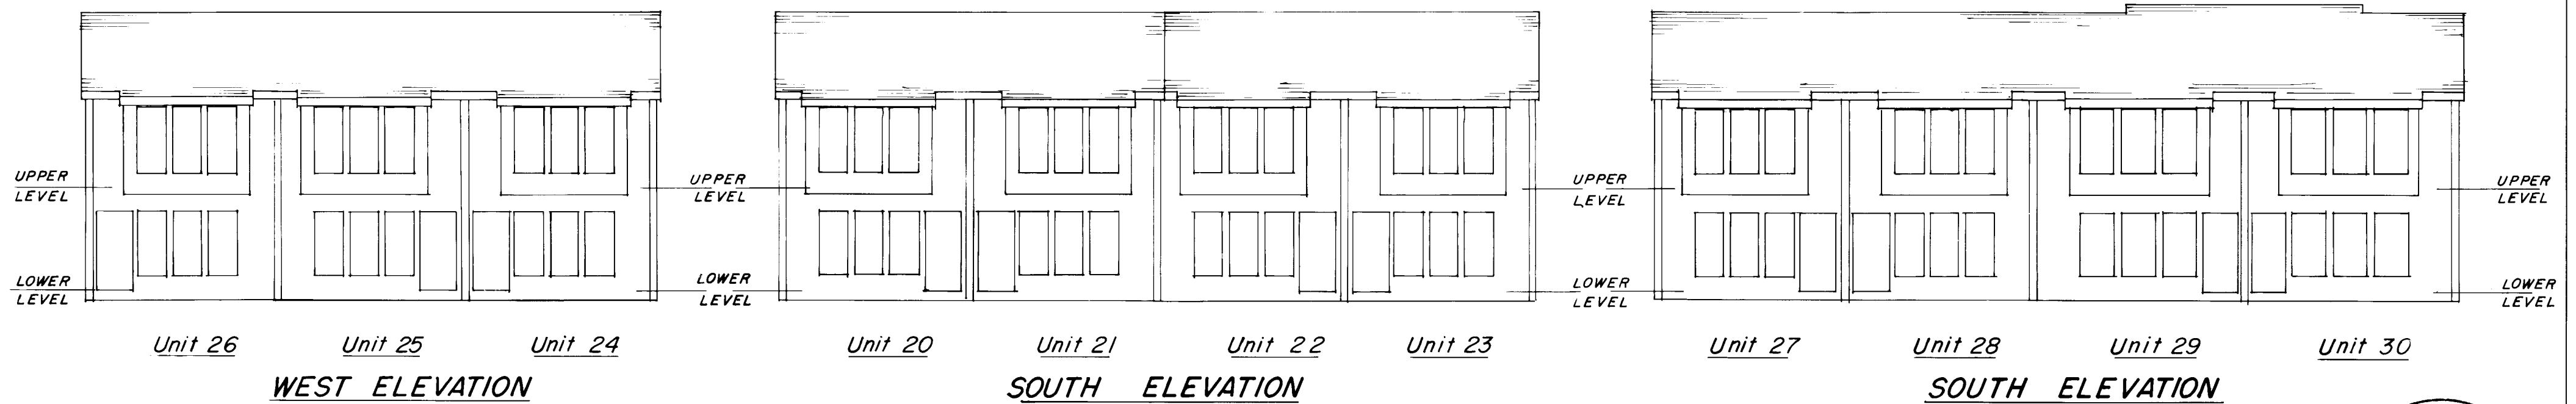 UPPER
LEVEL
LOWER
LEVEL
Unit 26
Unit 25
Unit 24
WEST ELEVATION
UPPER
LEVEL
LOWER
LEVEL
Unit 20
Unit 21
Unit 22
Unit 23
SOUTH ELEVATION
UPPER
LEVEL
LOWER
LEVEL
Unit 27
Unit 28
Unit 29
Unit 30
SOUTH ELEVATION
UPPER
LEVEL
LOWER
LEVEL